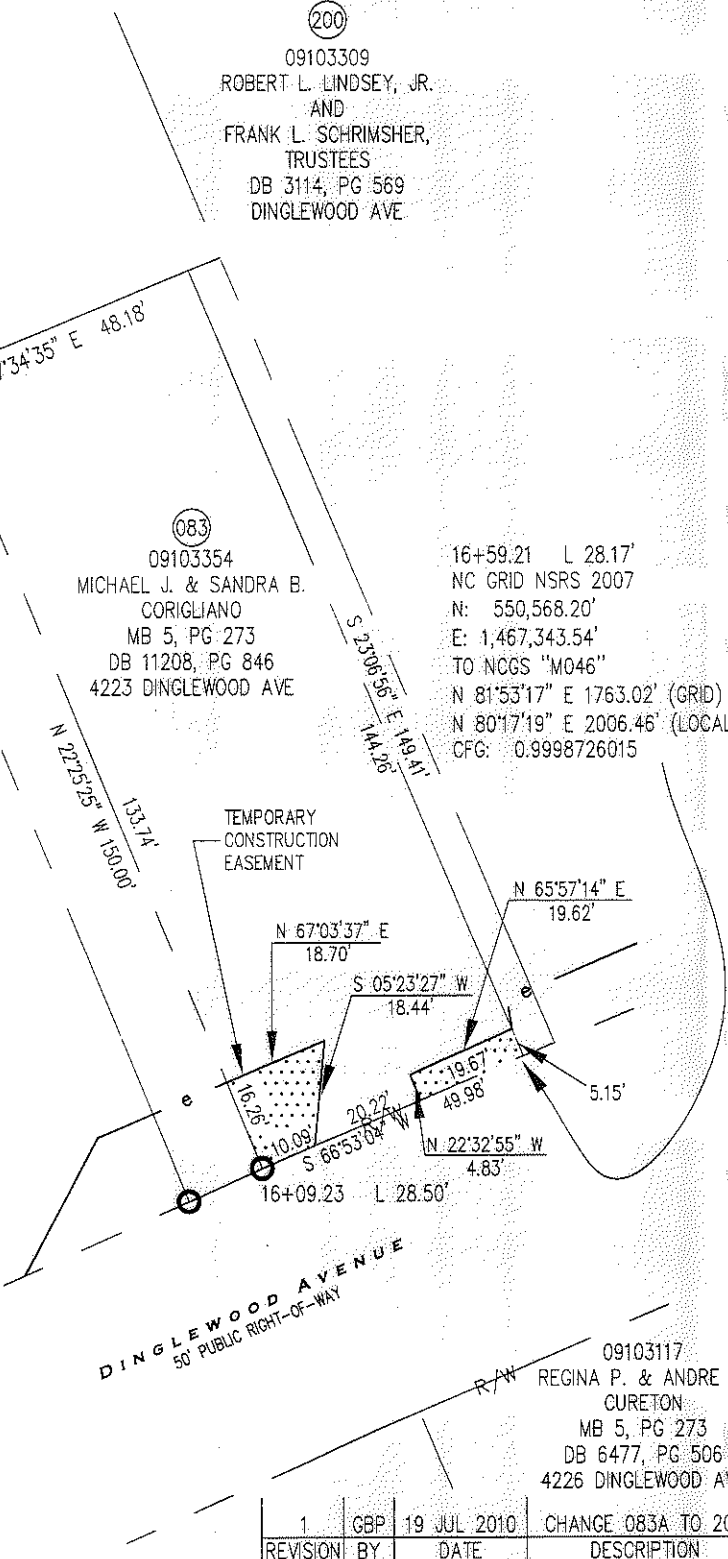 200
09103309
ROBERT L. LINDSEY, JR.
AND
FRANK L. SCHRIMSHER,
TRUSTEES
DB 3114, PG 569
DINGLEWOOD AVE
34'35" E 48.18'
083
09103354
MICHAEL J. & SANDRA B.
CORIGLIANO
MB 5, PG 273
DB 11208, PG 846
4223 DINGLEWOOD AVE
16+59.21 L 28.17'
NC GRID NSRS 2007
N: 550,568.20'
E: 1,467,343.54'
TO NCGS "M046"
N 81°53'17" E 1763.02' (GRID)
N 80°17'19" E 2006.46' (LOCAL
CFG: 0.9998726015
S 23°06'56" E 149.41'
144.26'
133.74'
N 22°25'25" W 150.00'
TEMPORARY
CONSTRUCTION
EASEMENT
N 67°03'37" E
18.70'
N 65°57'14" E
19.62'
S 05°23'27" W
18.44'
e
e
16.26'
19.67'
5.15'
20.22'
49.98'
R/W
10.09'
S 66°53'04" W
N 22°32'55" W
4.83'
16+09.23 L 28.50'
DINGLEWOOD AVENUE
50' PUBLIC RIGHT-OF-WAY
R/W
09103117
REGINA P. & ANDRE
CURETON
MB 5, PG 273
DB 6477, PG 506
4226 DINGLEWOOD
1 GBP 19 JUL 2010 CHANGE 083A TO
REVISION BY DATE DESCRIPTION